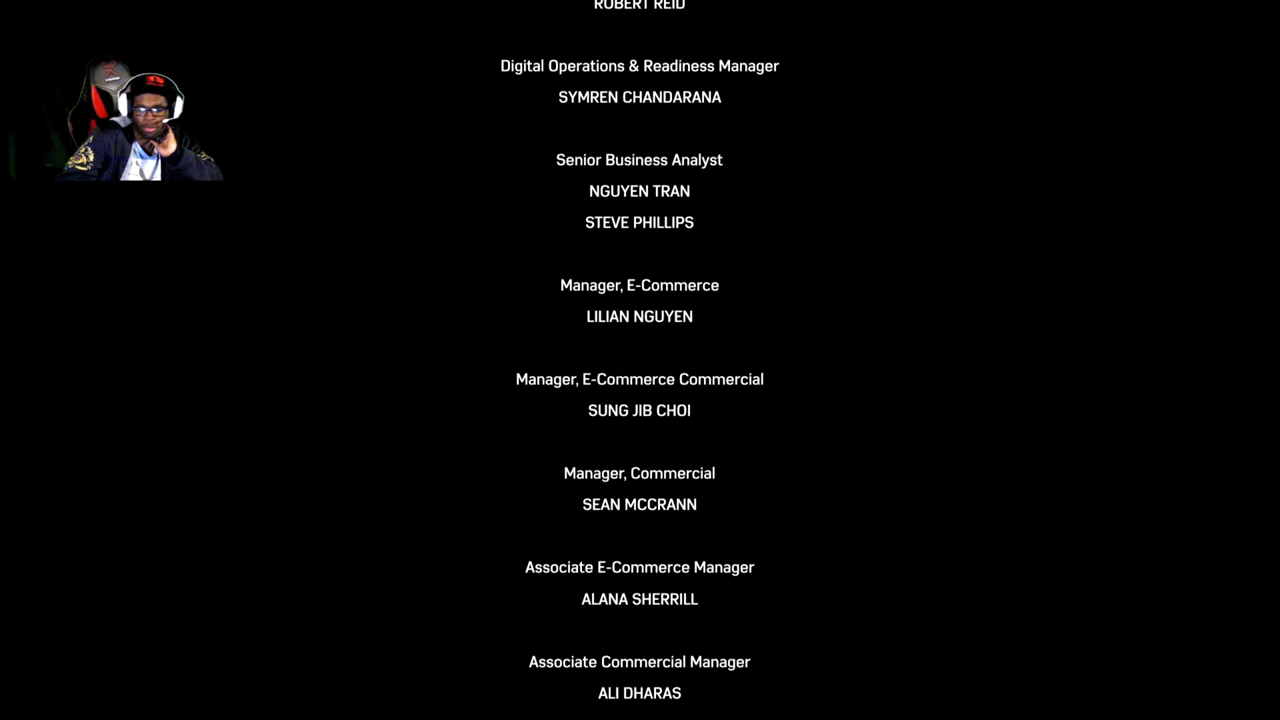 ROBERT REID
Digital Operations & Readiness Manager
SYMREN CHANDARANA
Senior Business Analyst
NGUYEN TRAN
STEVE PHILLIPS
Manager, E-Commerce
LILIAN NGUYEN
Manager, E-Commerce Commercial
SUNG JIB CHOI
Manager, Commercial
SEAN MCCRANN
Associate E-Commerce Manager
ALANA SHERRILL
Associate Commercial Manager
ALI DHARAS